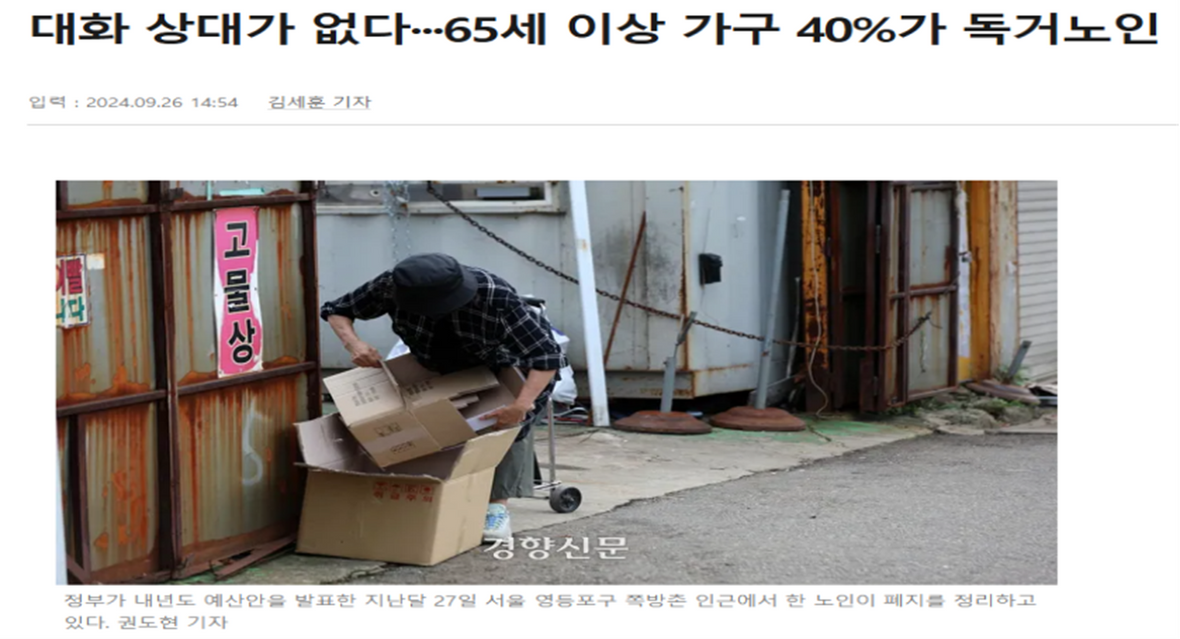 대화 상대가 없다···65세 이상 가구 40%가 독거노인
입력 : 2024.09.26 14:54 김세훈 기자
고물상
경향신문
정부가 내년도 예산안을 발표한 지난달 27일 서울 영등포구 쪽방촌 인근에서 한 노인이 폐지를 정리하고
있다. 권도현 기자